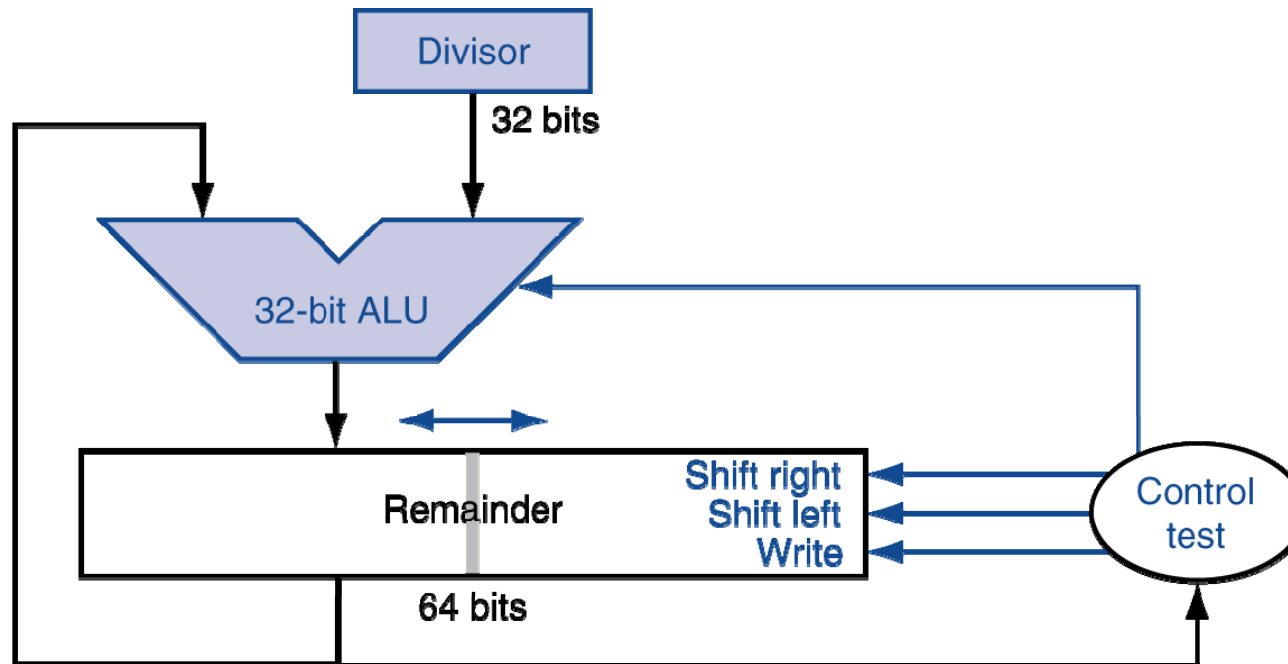 Divisor
32 bits
32-bit ALU
Shift right
Remainder
Shift left
Write
Control
test
64 bits